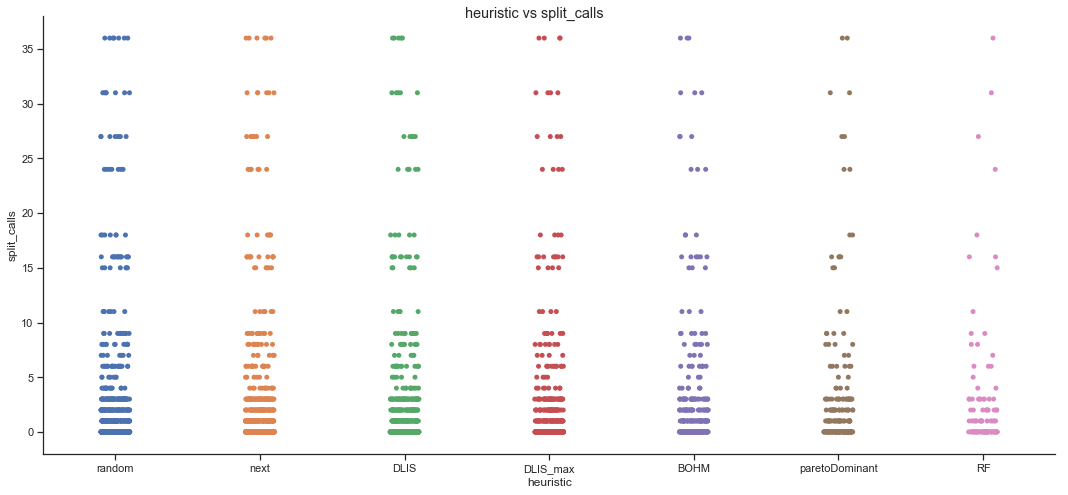 heuristic vs split_calls
split_calls
35
30
25
20
15
10
5
0
random next DLIS DLIS_max BOHM paretoDominant RF
heuristic